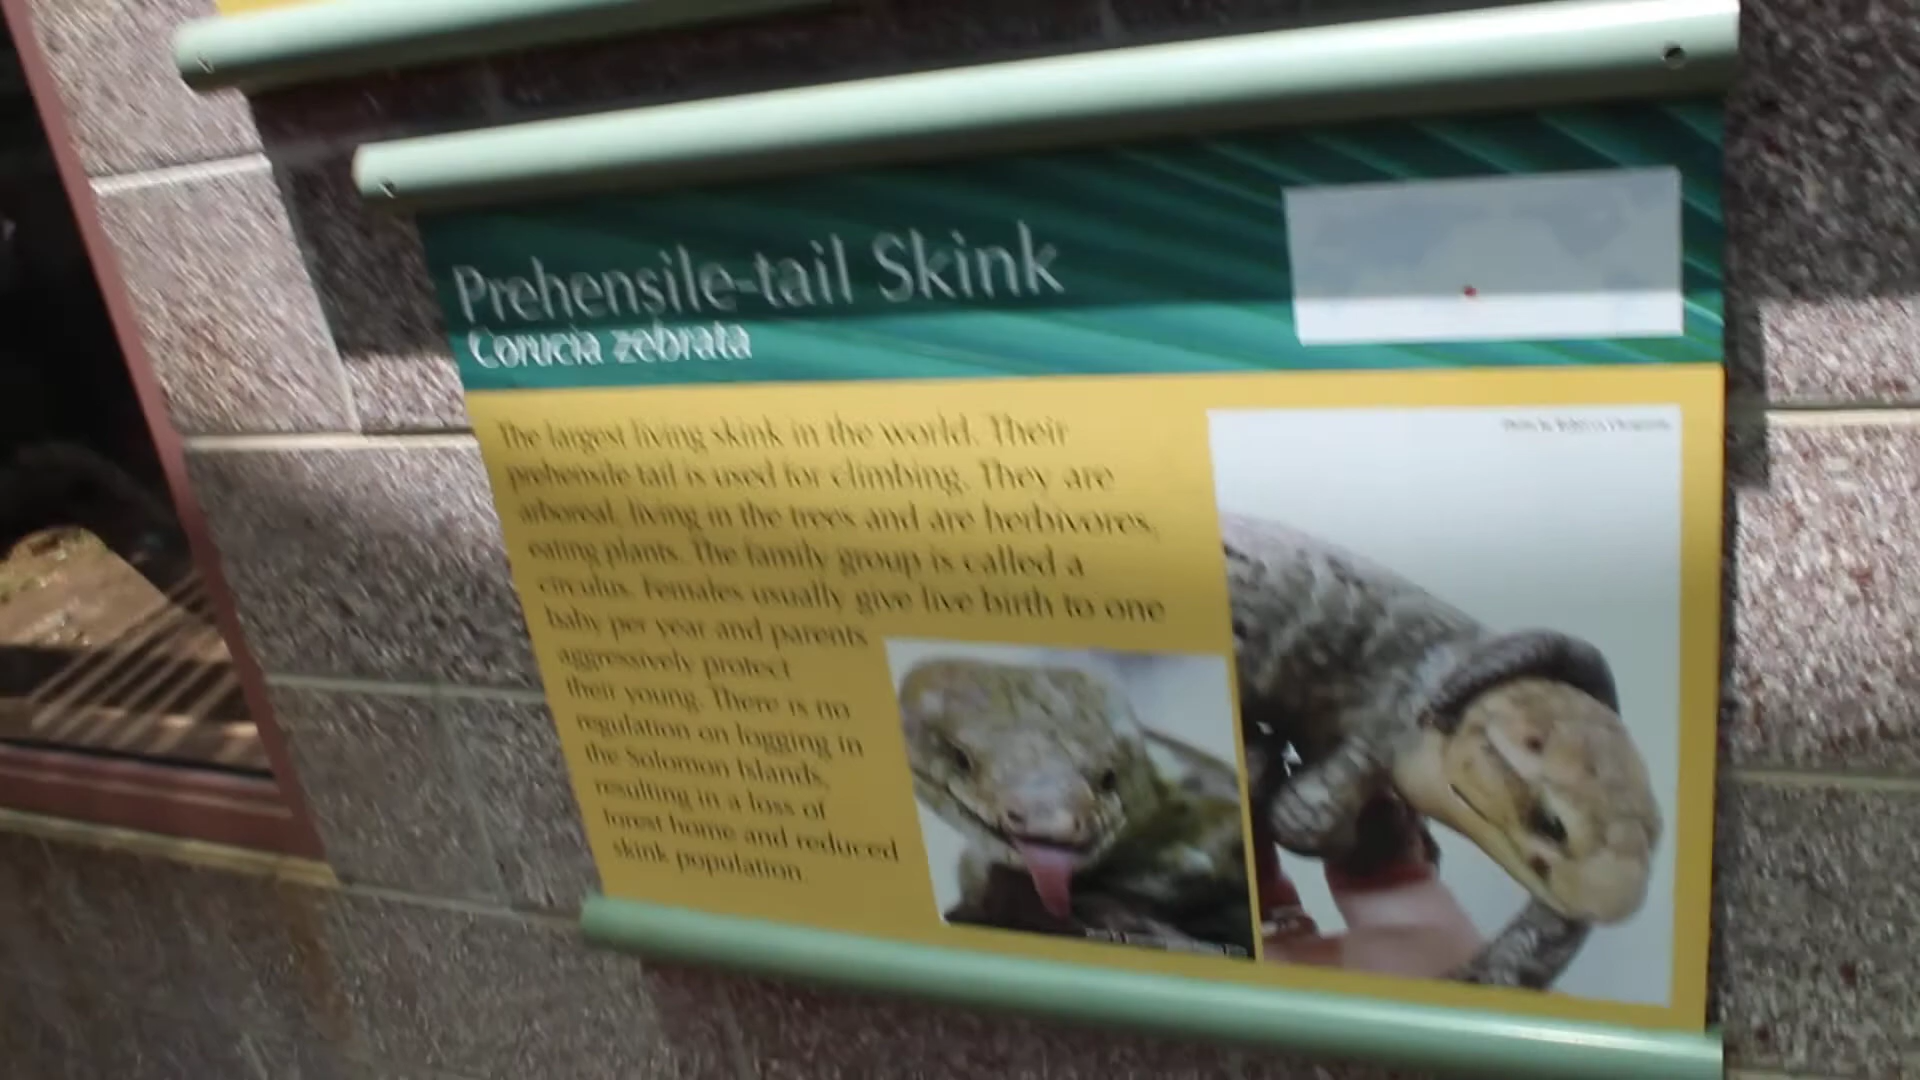 Prehensile-tail Skink
Corucia zebrata
The largest living skink in the world. Their
prehensile tail is used for climbing. They are
arboreal, living in the trees and are herbivores,
eating plants. The family group is called a
circulus. Females usually give live birth to one
baby per year and parents
aggressively protect
their young. There is no
regulation on logging in
the Solomon Islands,
resulting in a loss of
forest home and reduced
skink population.